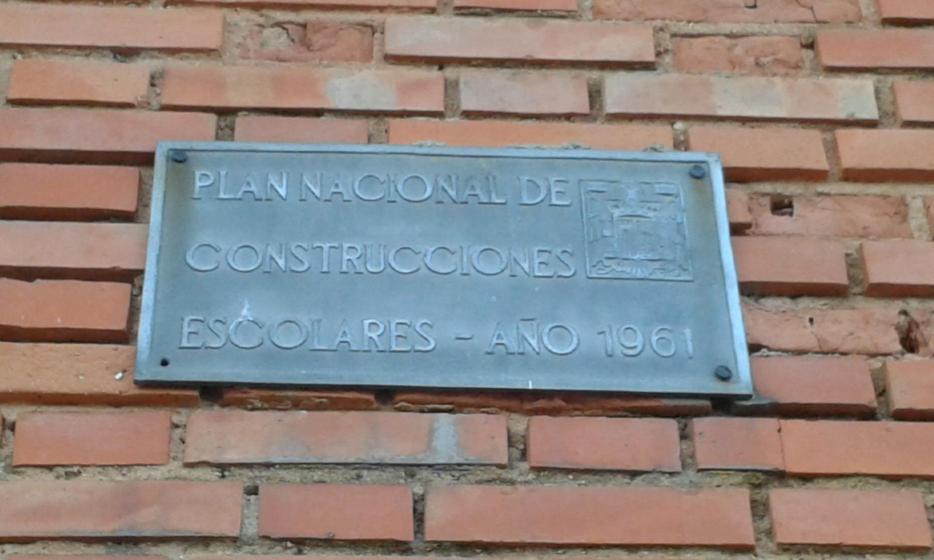 PLAN NACIONAL DE
CONSTRUCCIONES
ESCOLARES - AÑO 1961